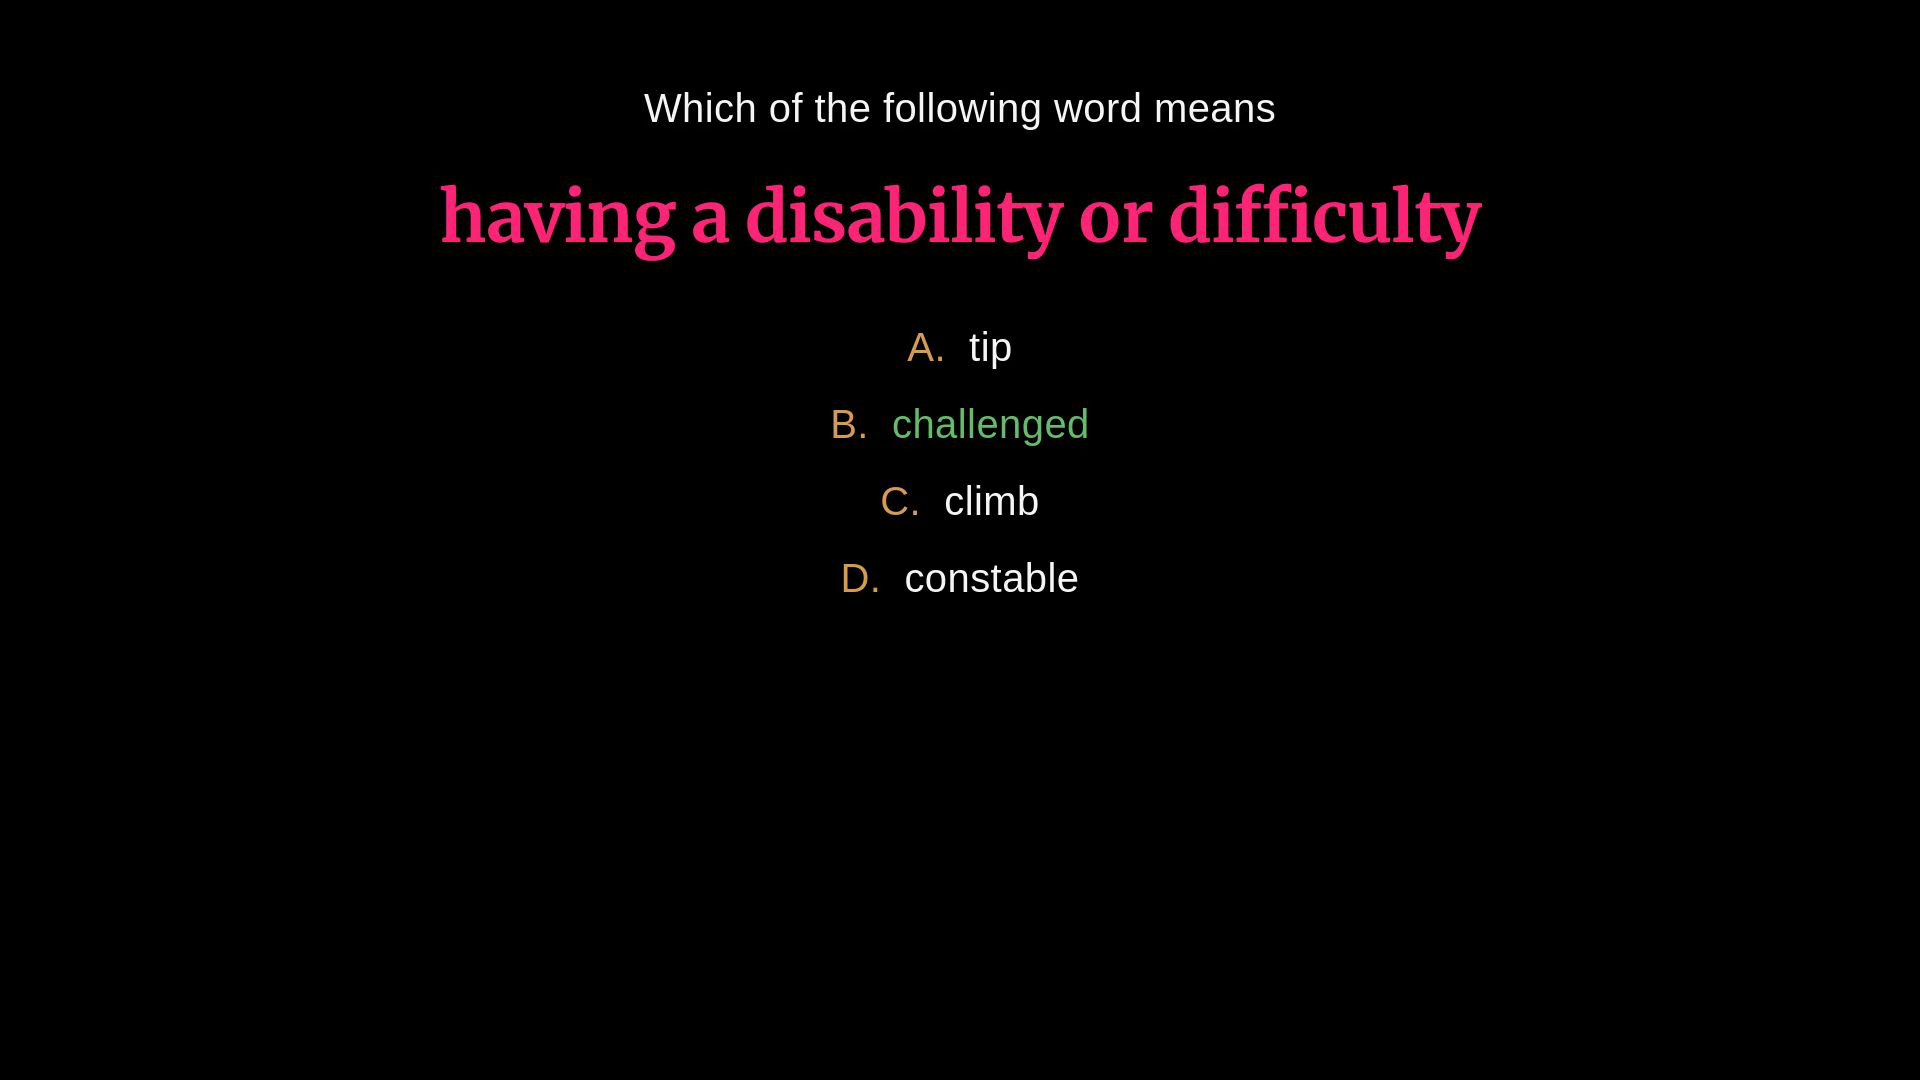 Which of the following word means
having a disability or difficulty
A. tip
B. challenged
C. climb
D. constable